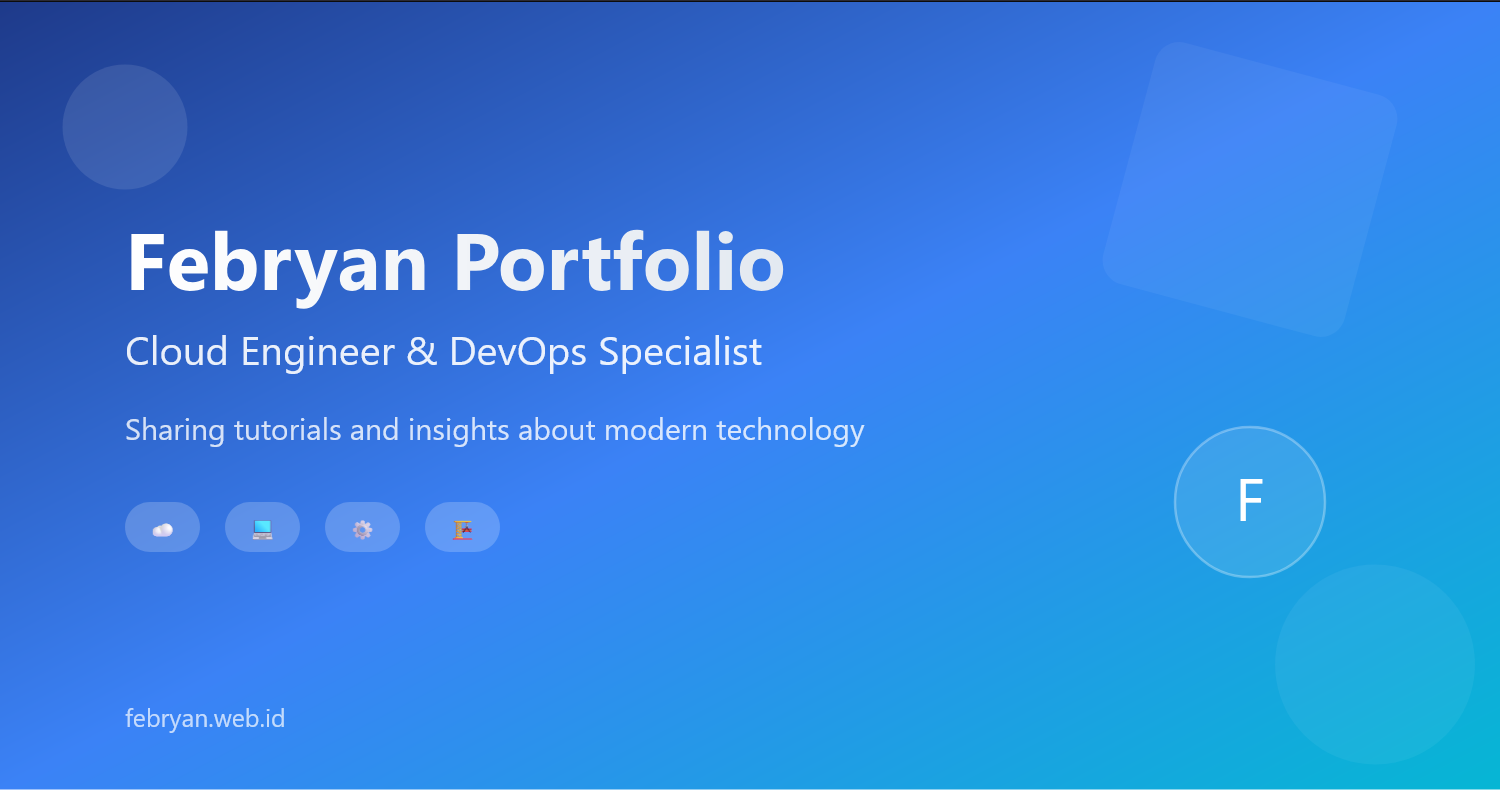 Febryan Portfolio
Cloud Engineer & DevOps Specialist
Sharing tutorials and insights about modern technology
F
febryan.web.id